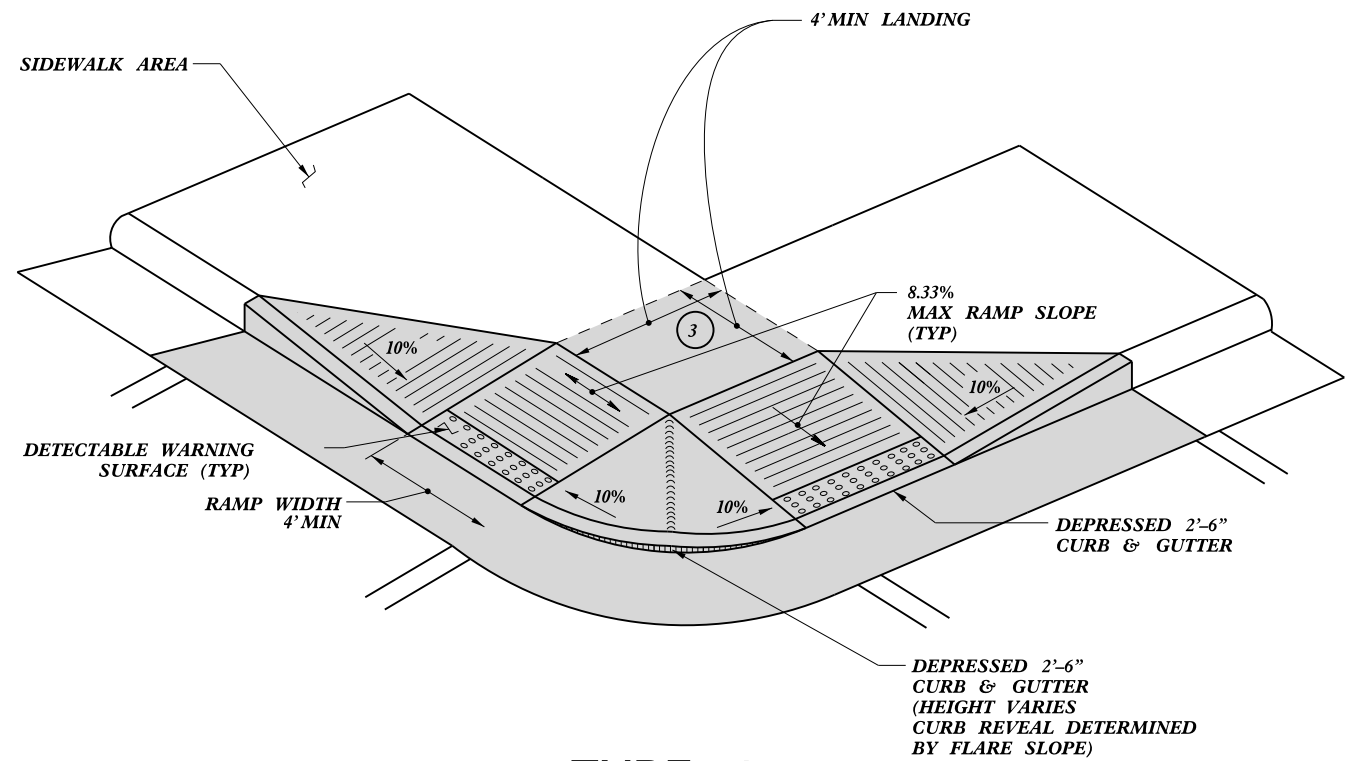 4' MIN LANDING
SIDEWALK AREA
8.33%
MAX RAMP SLOPE
(TYP)
3
10%
10%
DETECTABLE WARNING
SURFACE (TYP)
RAMP WIDTH
4' MIN
10%
10%
DEPRESSED 2'–6"
CURB & GUTTER
DEPRESSED 2'–6"
CURB & GUTTER
(HEIGHT VARIES
CURB REVEAL DETERMINED
BY FLARE SLOPE)